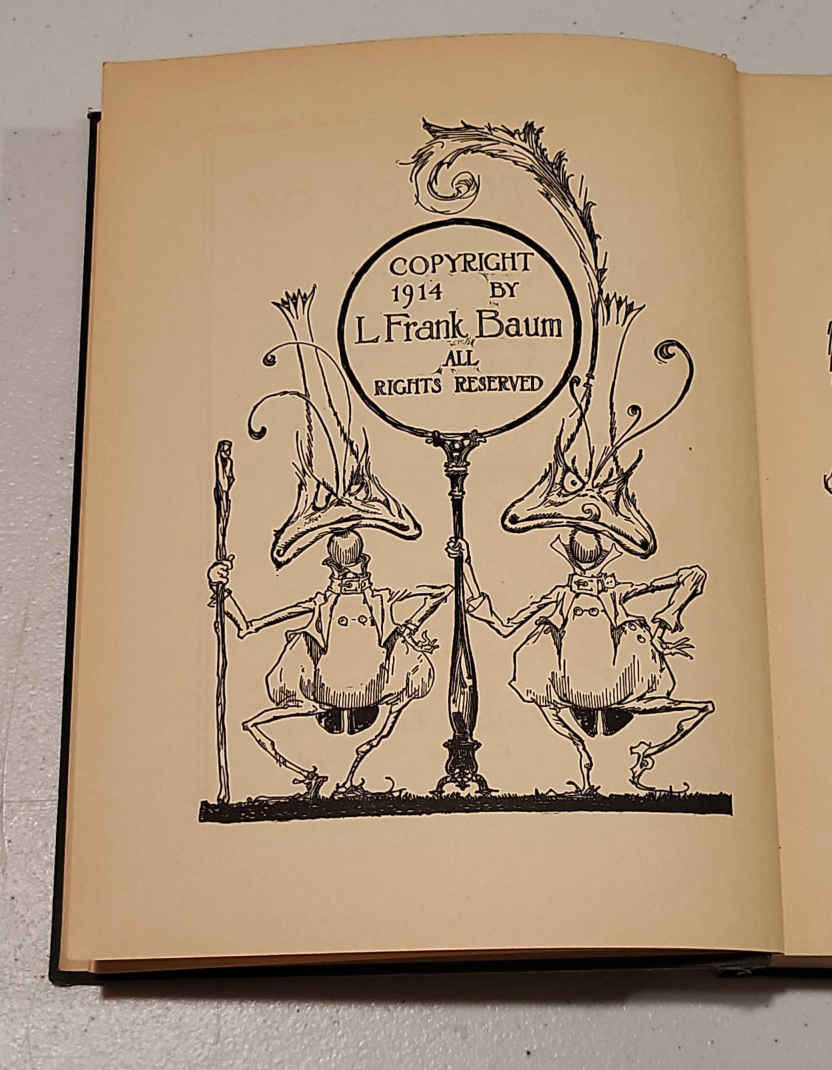 COPYRIGHT
1914 BY
L Frank Baum
ALL
RIGHTS RESERVED